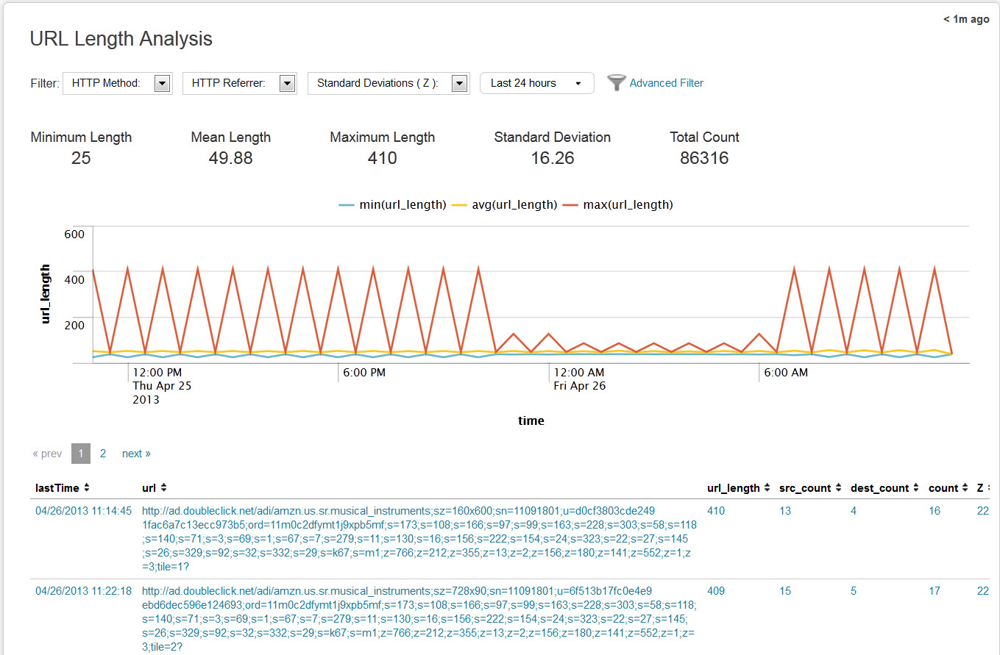 < 1m ago
URL Length Analysis
Filter: HTTP Method: HTTP Referrer: Standard Deviations ( Z ): Last 24 hours Advanced Filter
Minimum Length Mean Length Maximum Length Standard Deviation Total Count
25 49.88 410 16.26 86316
min(url_length) avg(url_length) max(url_length)
600
400
200
url_length
12:00 PM 6:00 PM 12:00 AM 6:00 AM
Thu Apr 25 Fri Apr 26
2013
time
« prev 1 2 next »
lastTime url url_length src_count dest_count count Z
04/26/2013 11:14:45 http://ad.doubleclick.net/adi/amzn.us.sr.musical_instruments;sz=160x600;sn=11091801;u=d0cf3803cde249 410 13 4 16 22
1fac6a7c13ecc973b5;ord=11m0c2dfymt1j9xpb5mf;s=173;s=108;s=166;s=97;s=99;s=163;s=228;s=303;s=58;s=118
;s=140;s=71;s=3;s=69;s=1;s=67;s=7;s=279;s=11;s=130;s=16;s=156;s=222;s=154;s=24;s=323;s=22;s=27;s=145
;s=26;s=329;s=92;s=32;s=332;s=29;s=k67;s=m1;z=766;z=212;z=355;z=13;z=2;z=156;z=180;z=141;z=552;z=1;z
=3;tile=1?
04/26/2013 11:22:18 http://ad.doubleclick.net/adi/amzn.us.sr.musical_instruments;sz=728x90;sn=11091801;u=6f513b17fc0e4e9 409 15 5 17 22
ebd6dec596e124693;ord=11m0c2dfymt1j9xpb5mf;s=173;s=108;s=166;s=97;s=99;s=163;s=228;s=303;s=58;s=118;
s=140;s=71;s=3;s=69;s=1;s=67;s=7;s=279;s=11;s=130;s=16;s=156;s=222;s=154;s=24;s=323;s=22;s=27;s=145;
s=26;s=329;s=92;s=32;s=332;s=29;s=k67;s=m1;z=766;z=212;z=355;z=13;z=2;z=156;z=180;z=141;z=552;z=1;z=
3;tile=2?